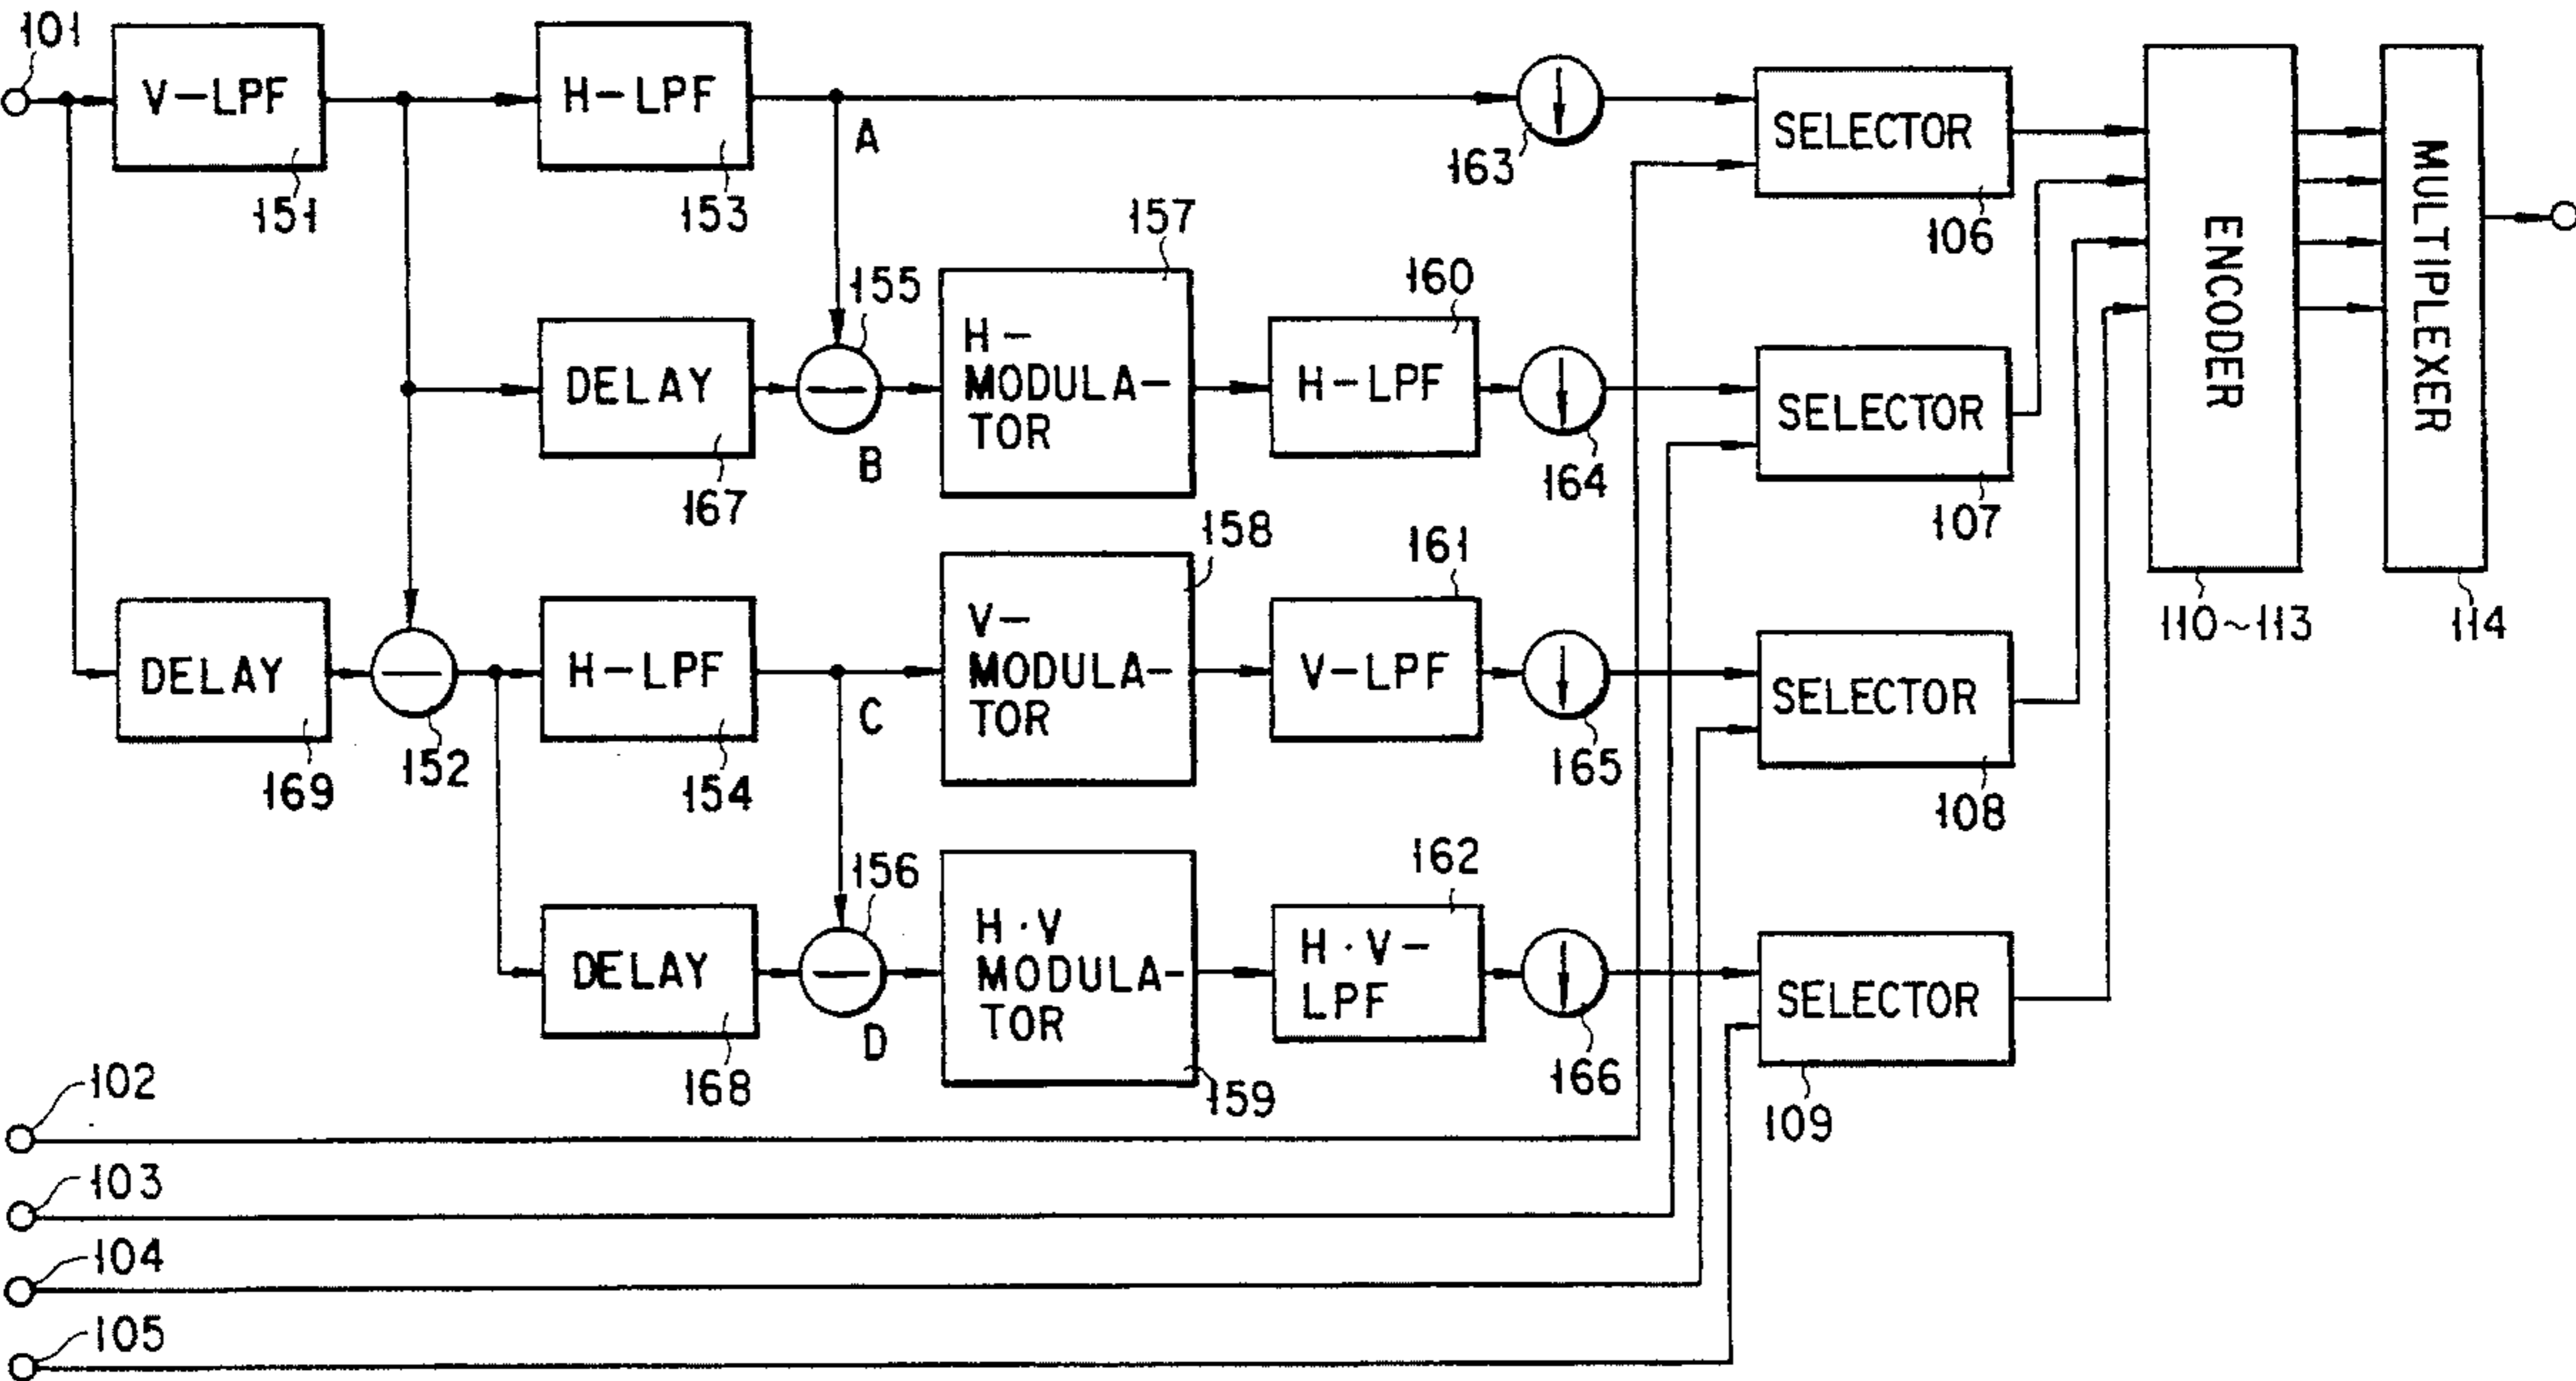 101
V-LPF
151
H-LPF
153
A
163
SELECTOR
106
ENCODER
110~113
MULTIPLEXER
114
DELAY
167
155
B
157
H-
MODULA-
TOR
160
H-LPF
164
SELECTOR
107
DELAY
169
152
H-LPF
154
C
158
V-
MODULA-
TOR
161
V-LPF
165
SELECTOR
108
DELAY
168
156
D
H·V
MODULA-
TOR
159
162
H·V-
LPF
166
SELECTOR
109
102
103
104
105